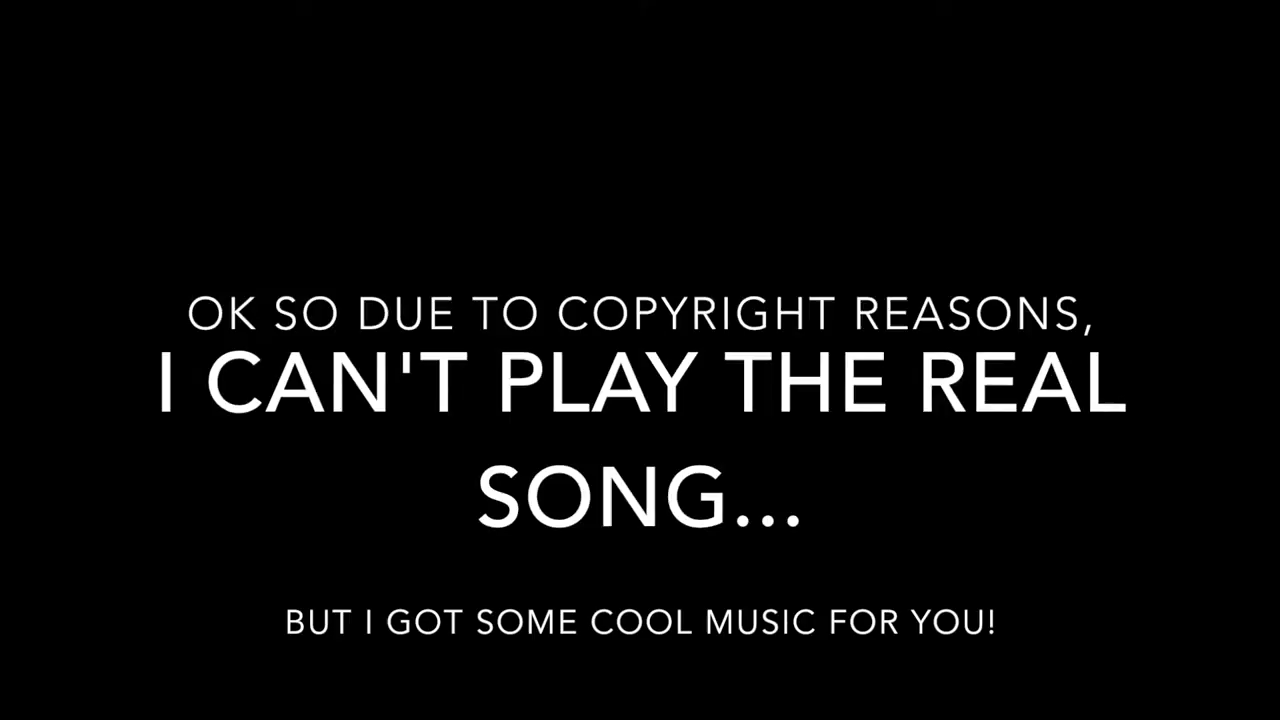 OK SO DUE TO COPYRIGHT REASONS,
I CAN'T PLAY THE REAL
SONG...
BUT I GOT SOME COOL MUSIC FOR YOU!